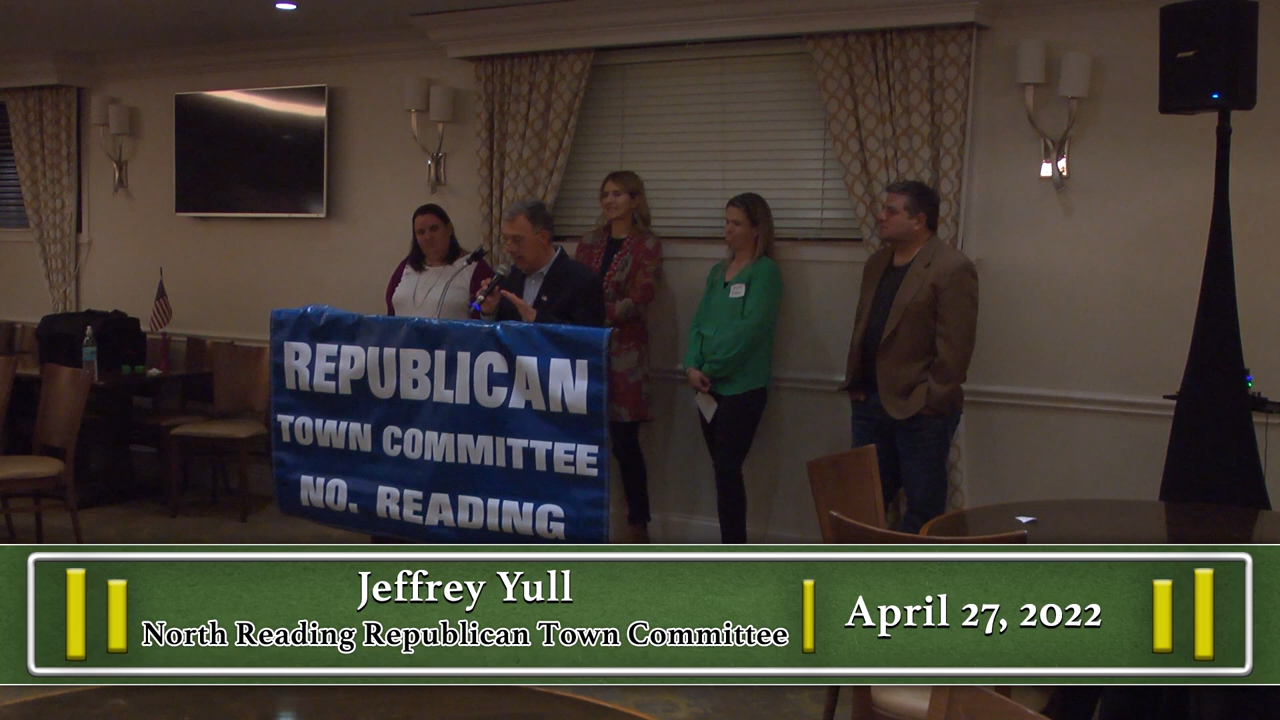 REPUBLICAN
TOWN COMMITTEE
NO. READING
Jeffrey Yull
North Reading Republican Town Committee
April 27, 2022